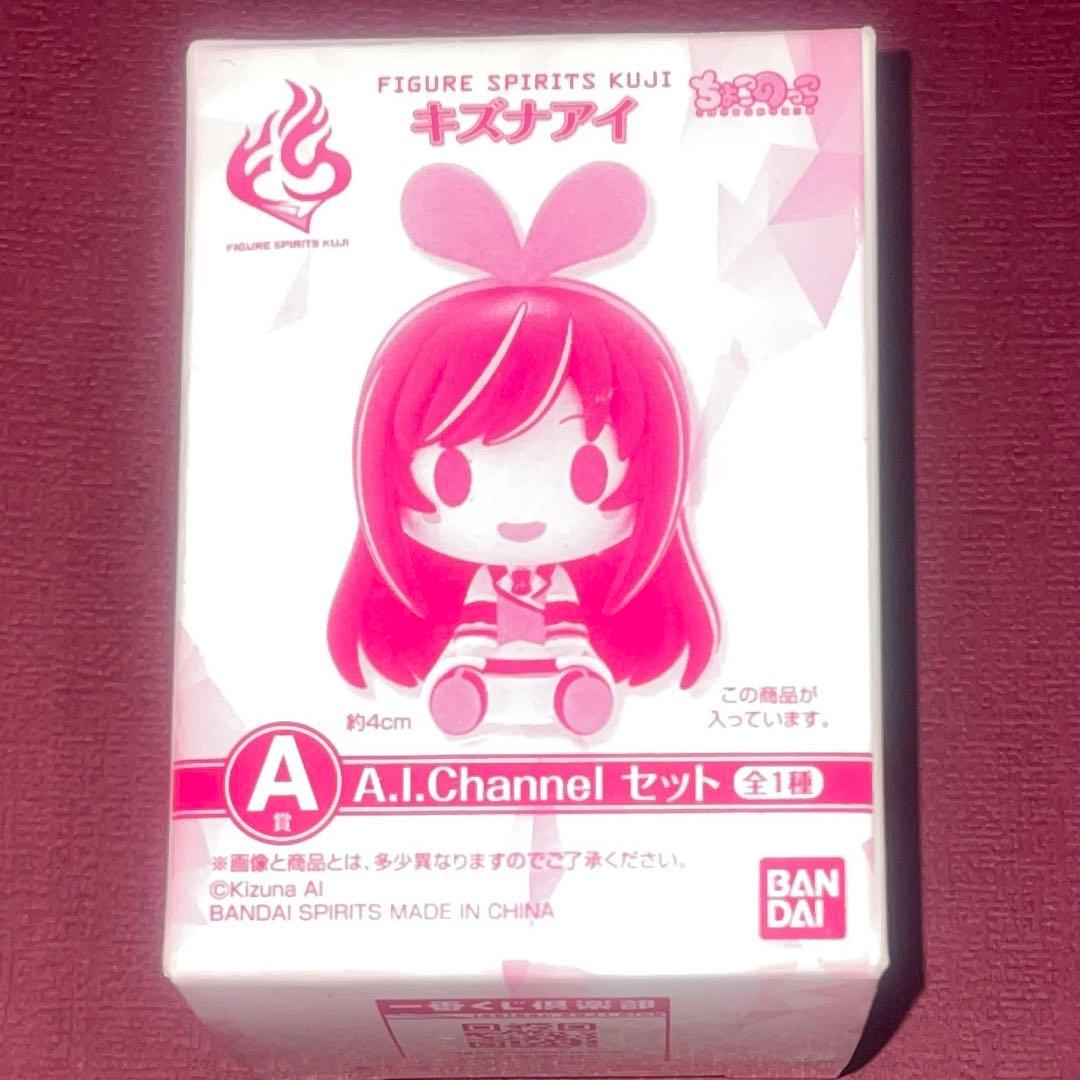 FIGURE SPIRITS KUJI
キズナアイ
ちょこのっこ
FIGURE SPIRITS KUJI
約4cm
この商品が
入っています。
A賞
A.I.Channel セット 全1種
※画像と商品とは、多少異なりますのでご了承ください。
©Kizuna AI
BANDAI SPIRITS MADE IN CHINA
BAN
DAI
一番くじ倶楽部